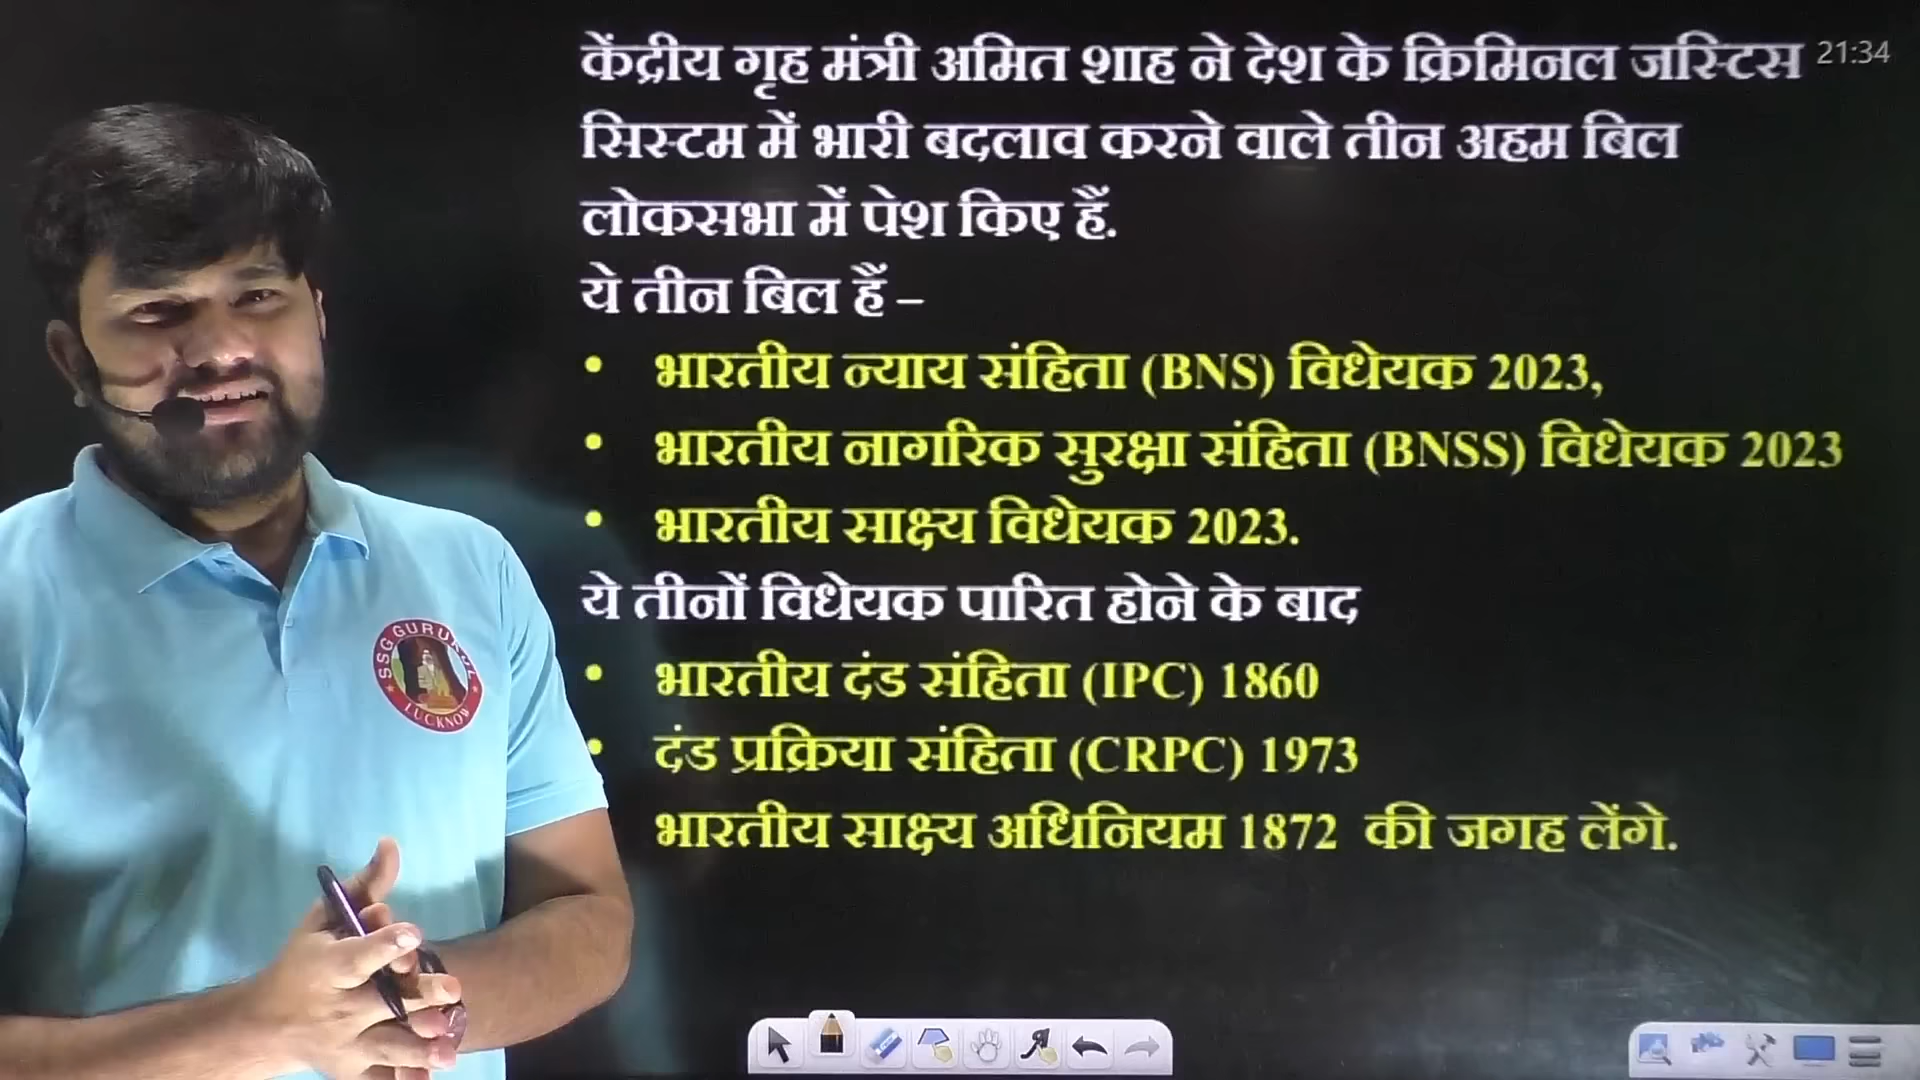 केंद्रीय गृह मंत्री अमित शाह ने देश के क्रिमिनल जस्टिस 21:34
सिस्टम में भारी बदलाव करने वाले तीन अहम बिल
लोकसभा में पेश किए हैं.
ये तीन बिल हैं –
• भारतीय न्याय संहिता (BNS) विधेयक 2023,
• भारतीय नागरिक सुरक्षा संहिता (BNSS) विधेयक 2023
• भारतीय साक्ष्य विधेयक 2023.
ये तीनों विधेयक पारित होने के बाद
• भारतीय दंड संहिता (IPC) 1860
• दंड प्रक्रिया संहिता (CRPC) 1973
भारतीय साक्ष्य अधिनियम 1872 की जगह लेंगे.
SSG GURUKUL
LUCKNOW